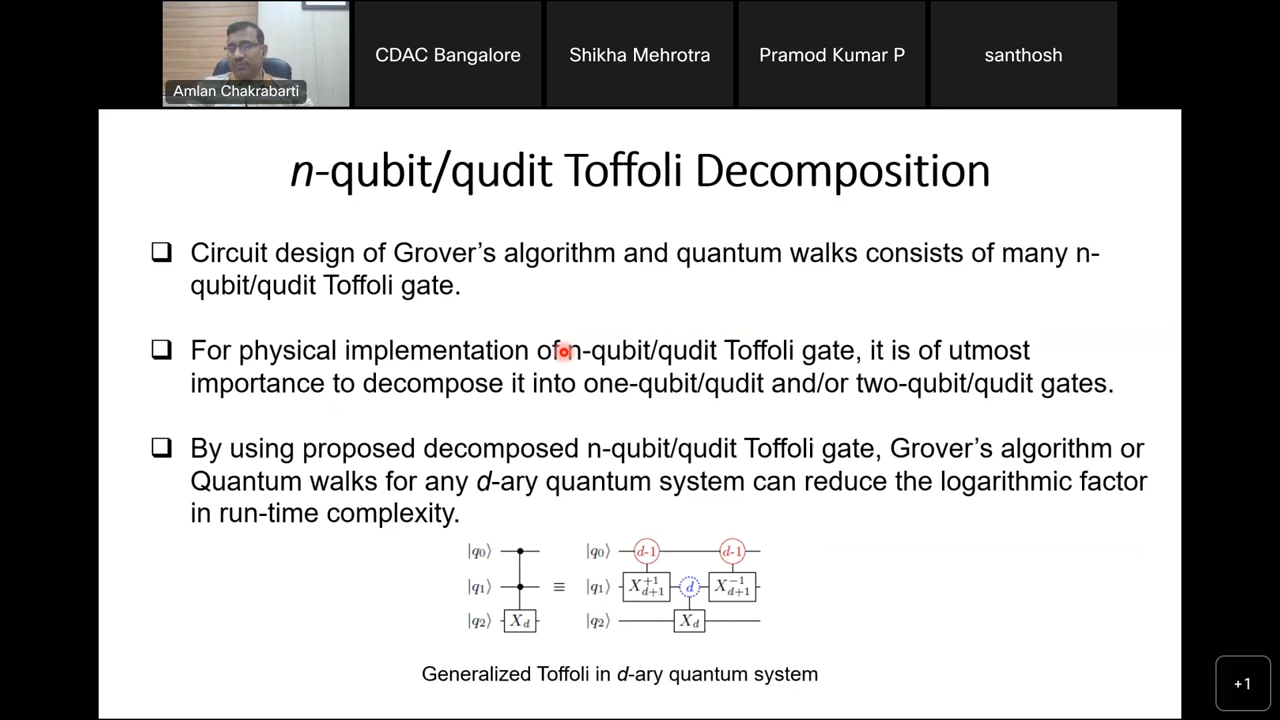 CDAC Bangalore
Shikha Mehrotra
Pramod Kumar P
santhosh
Amlan Chakrabarti
n-qubit/qudit Toffoli Decomposition
Circuit design of Grover's algorithm and quantum walks consists of many n-
qubit/qudit Toffoli gate.
For physical implementation of n-qubit/qudit Toffoli gate, it is of utmost
importance to decompose it into one-qubit/qudit and/or two-qubit/qudit gates.
By using proposed decomposed n-qubit/qudit Toffoli gate, Grover's algorithm or
Quantum walks for any d-ary quantum system can reduce the logarithmic factor
in run-time complexity.
|q₀⟩ |q₀⟩ d-1 d-1
|q₁⟩ ≡ |q₁⟩ X⁺¹_d+1 d X⁻¹_d+1
|q₂⟩ X_d |q₂⟩ X_d
Generalized Toffoli in d-ary quantum system
+1